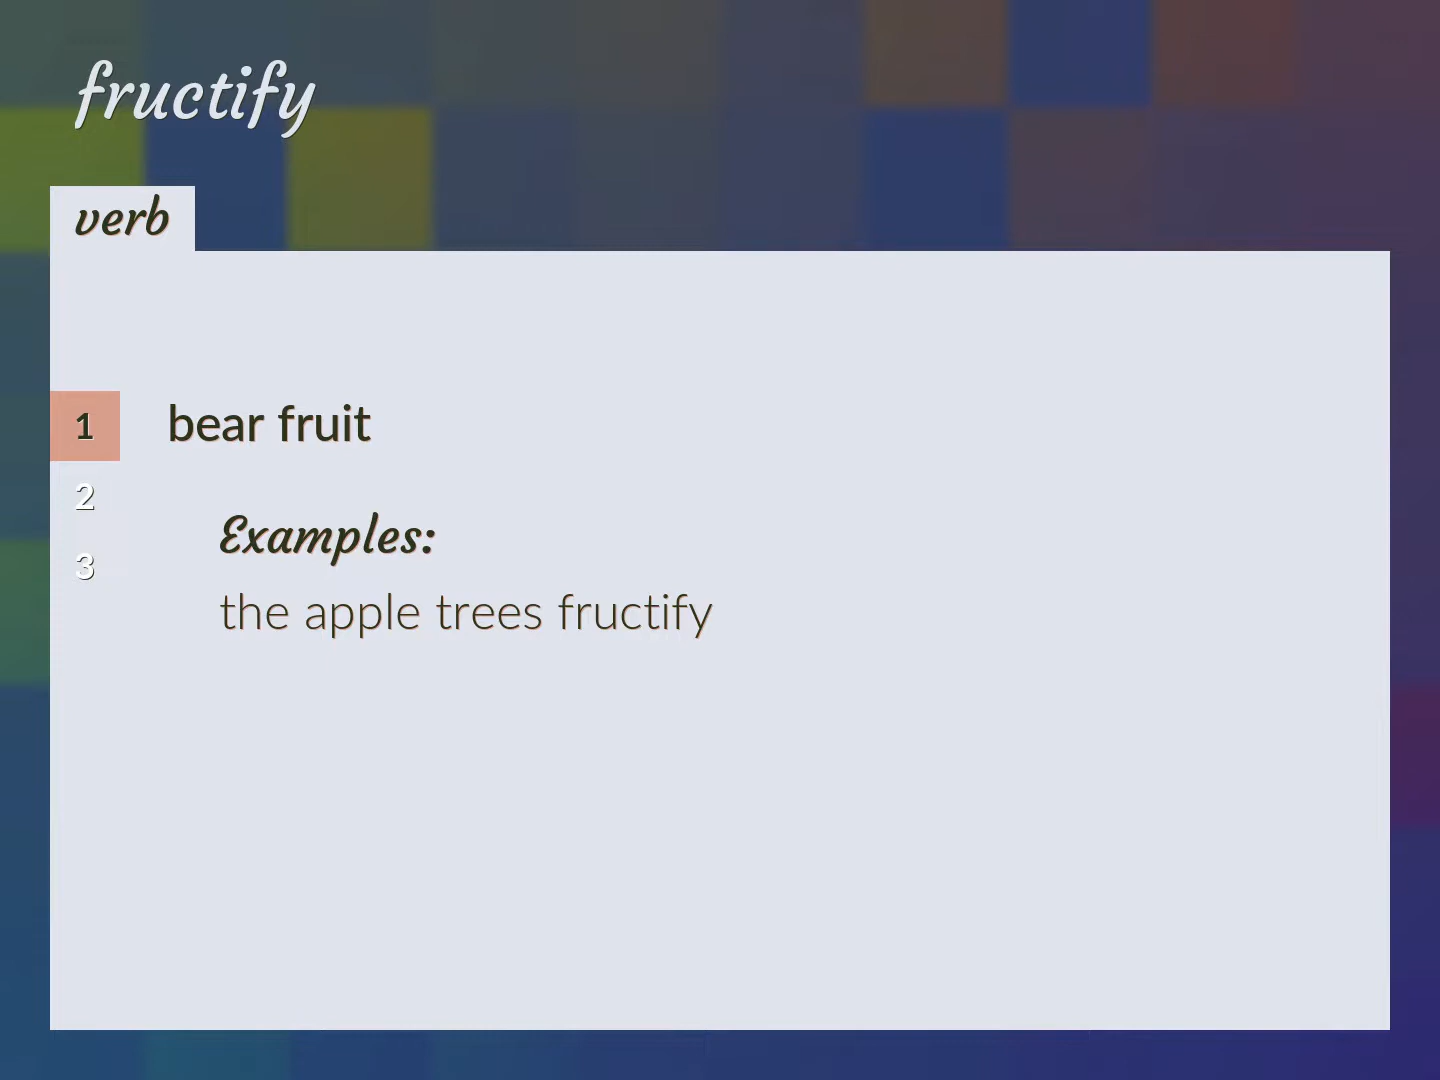 fructify
verb
1 bear fruit
2
Examples:
3
the apple trees fructify